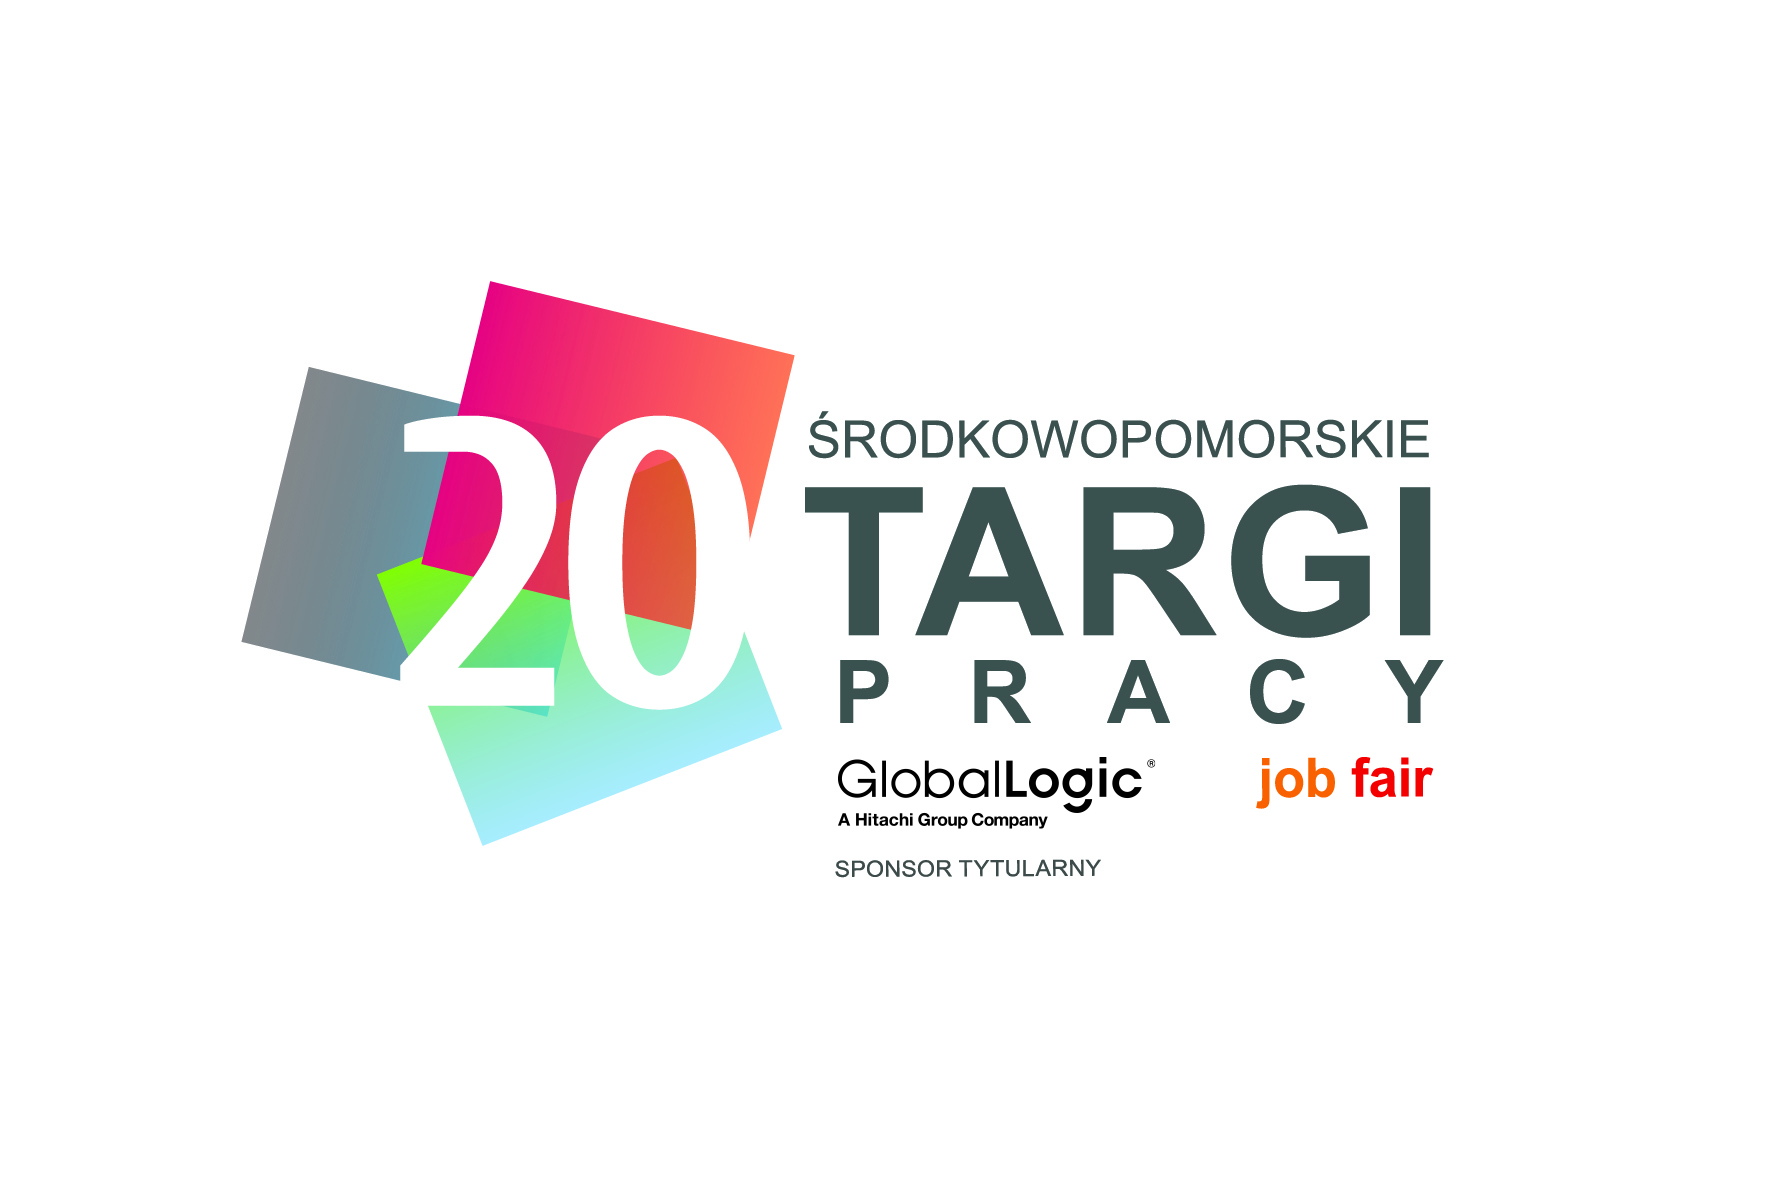 20
ŚRODKOWOPOMORSKIE
TARGI
PRACY
GlobalLogic® job fair
A Hitachi Group Company
SPONSOR TYTULARNY